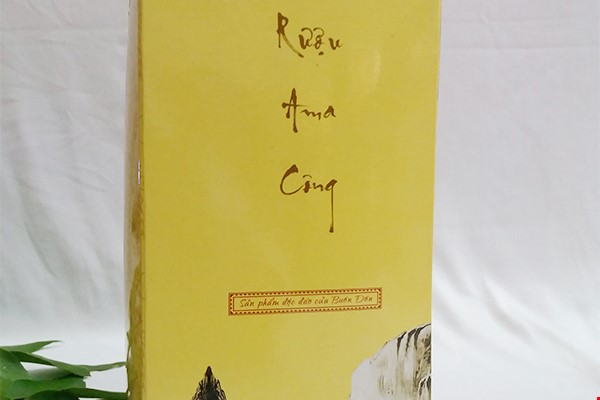 Rượu
Ama
Công
Sản phẩm độc đáo của Buôn Đôn